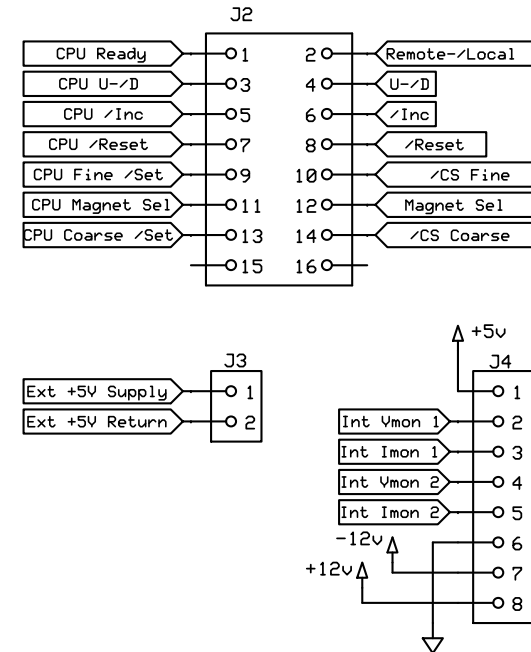 J2
CPU Ready 1 2 Remote-/Local
CPU U-/D 3 4 U-/D
CPU /Inc 5 6 /Inc
CPU /Reset 7 8 /Reset
CPU Fine /Set 9 10 /CS Fine
CPU Magnet Sel 11 12 Magnet Sel
CPU Coarse /Set 13 14 /CS Coarse
15 16
J3
Ext +5V Supply 1
Ext +5V Return 2
+5v
J4
1
Int Vmon 1 2
Int Imon 1 3
Int Vmon 2 4
Int Imon 2 5
6
-12v 7
+12v 8